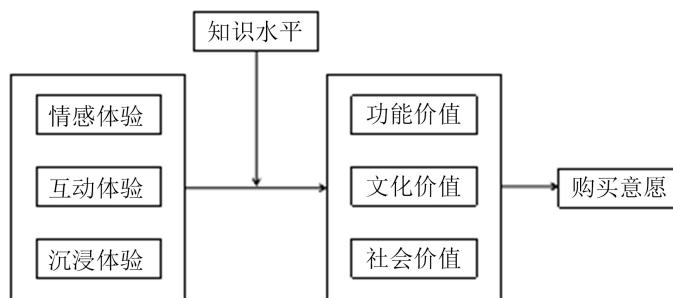 知识水平
情感体验
互动体验
沉浸体验
功能价值
文化价值
社会价值
购买意愿